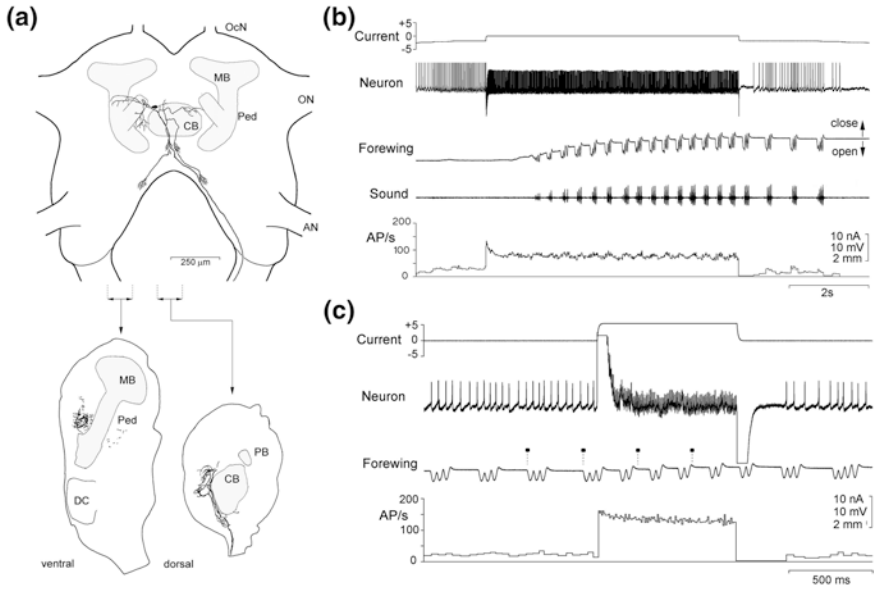 (a)
OcN
MB
MB
ON
Ped
CB
AN
250 µm
MB
Ped
PB
CB
DC
ventral
dorsal
(b)
+5
Current 0
-5
Neuron
close
Forewing
open
Sound
200
AP/s
100
0
10 nA
10 mV
2 mm
2s
(c)
+5
Current 0
-5
Neuron
Forewing
200
AP/s
100
0
10 nA
10 mV
2 mm
500 ms